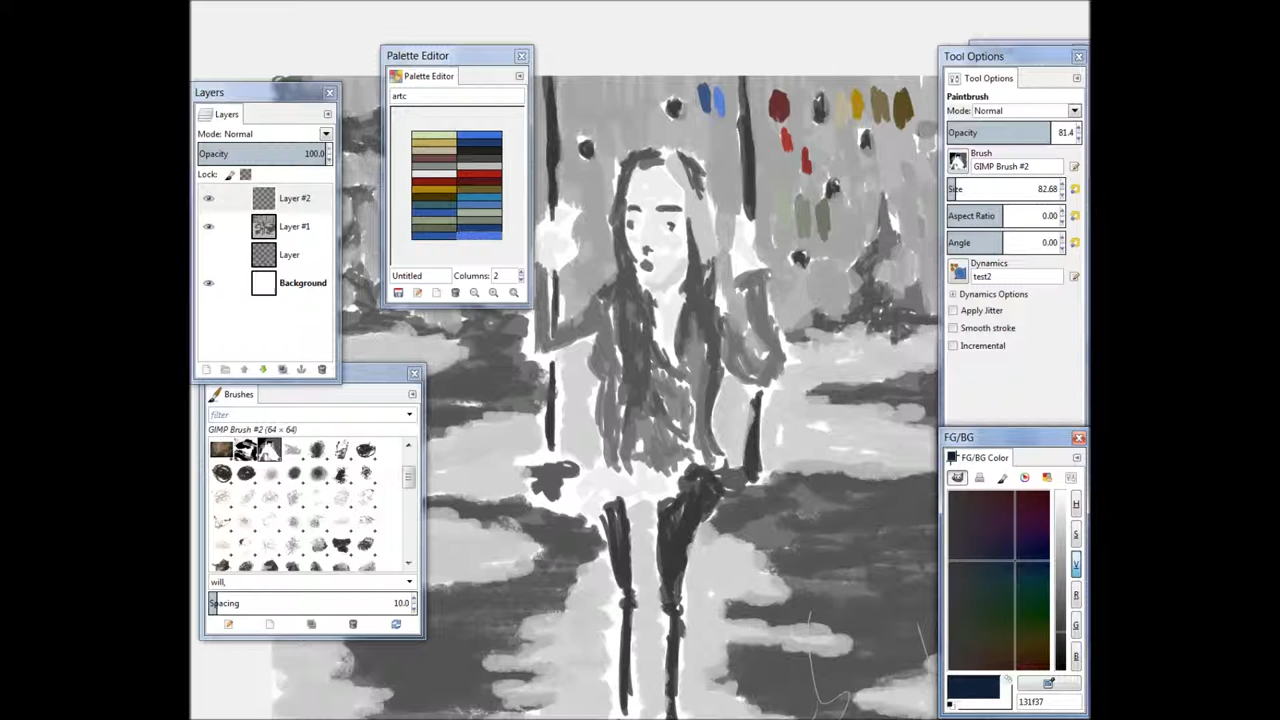 Layers
Layers
Mode: Normal
Opacity 100.0
Lock:
Layer #2
Layer #1
Layer
Background
Brushes
filter
GIMP Brush #2 (64 × 64)
will,
Spacing 10.0
Palette Editor
Palette Editor
artc
Untitled Columns: 2
Tool Options
Tool Options
Paintbrush
Mode: Normal
Opacity 81.4
Brush
GIMP Brush #2
Size 82.68
Aspect Ratio 0.00
Angle 0.00
Dynamics
test2
Dynamics Options
Apply Jitter
Smooth stroke
Incremental
FG/BG
FG/BG Color
H
S
V
R
G
B
131f37